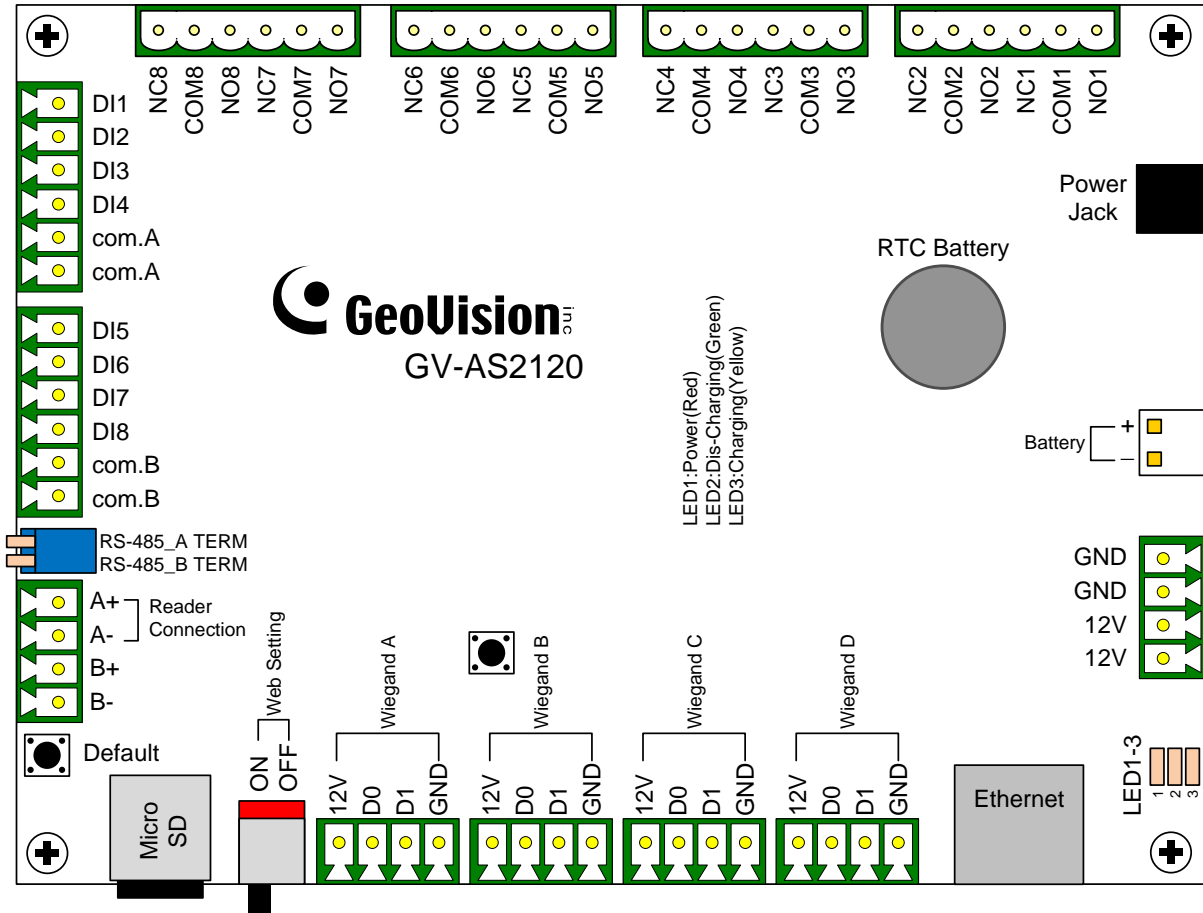 NC8
COM8
NO8
NC7
COM7
NO7
NC6
COM6
NO6
NC5
COM5
NO5
NC4
COM4
NO4
NC3
COM3
NO3
NC2
COM2
NO2
NC1
COM1
NO1
DI1
DI2
DI3
DI4
com.A
com.A
DI5
DI6
DI7
DI8
com.B
com.B
RS-485_A TERM
RS-485_B TERM
A+
A-
B+
B-
Reader
Connection
Default
GeoVision inc
GV-AS2120
LED1:Power(Red)
LED2:Dis-Charging(Green)
LED3:Charging(Yellow)
Power
Jack
RTC Battery
Battery
+
–
GND
GND
12V
12V
Web Setting
ON
OFF
Wiegand A
12V
D0
D1
GND
Wiegand B
12V
D0
D1
GND
Wiegand C
12V
D0
D1
GND
Wiegand D
12V
D0
D1
GND
Micro
SD
Ethernet
LED1-3
1
2
3